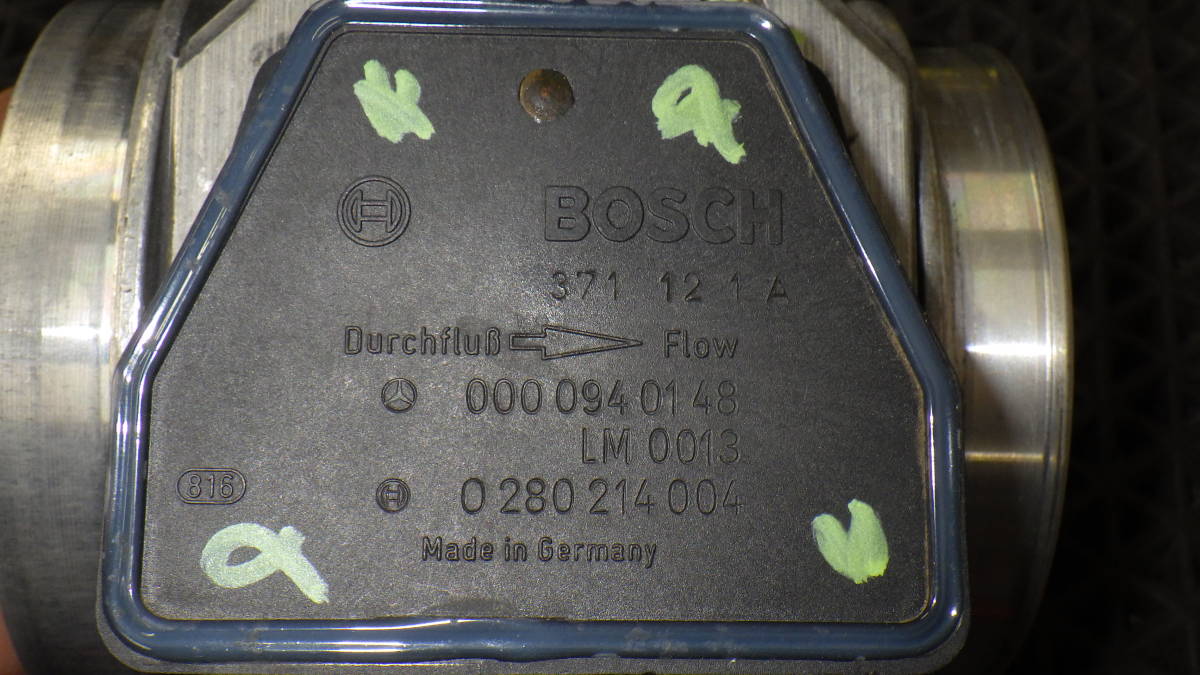 BOSCH
371 12 1 A
Durchfluß Flow
000 094 01 48
LM 0013
816
0 280 214 004
Made in Germany